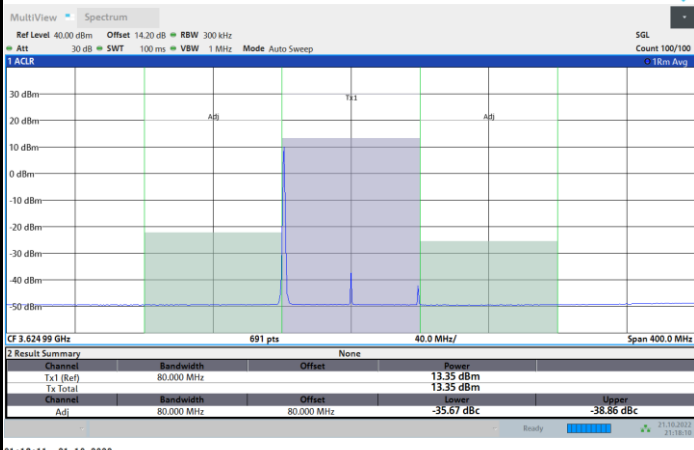 MultiView Spectrum
Ref Level 40.00 dBm Offset 14.20 dB RBW 300 kHz SGL
Att 30 dB SWT 100 ms VBW 1 MHz Mode Auto Sweep Count 100/100
1 ACLR 1Rm Avg
30 dBm
Tx1
20 dBm
Adj Adj
10 dBm
0 dBm
-10 dBm
-20 dBm
-30 dBm
-40 dBm
-50 dBm
CF 3.624 99 GHz 691 pts 40.0 MHz/ Span 400.0 MHz
2 Result Summary None
Channel Bandwidth Offset Power
Tx1 (Ref) 80.000 MHz 13.35 dBm
Tx Total 13.35 dBm
Channel Bandwidth Offset Lower Upper
Adj 80.000 MHz 80.000 MHz -35.67 dBc -38.86 dBc
Ready 21.10.2022
21:18:10